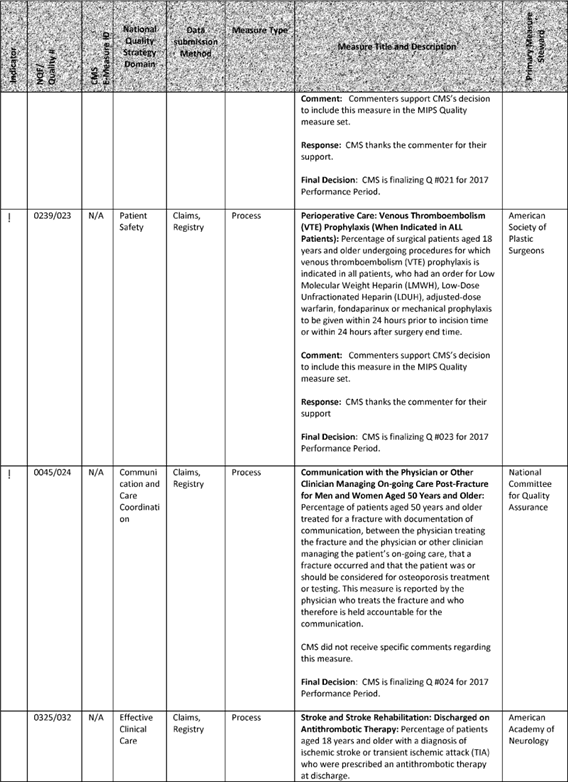 Indicator
NQF/
Quality #
CMS
E-Measure ID
National
Quality
Strategy
Domain
Data
submission
Method
Measure Type
Measure Title and Description
Primary Measure
Steward
Comment: Commenters support CMS's decision
to include this measure in the MIPS Quality
measure set.
Response: CMS thanks the commenter for their
support.
Final Decision: CMS is finalizing Q #021 for 2017
Performance Period.
!
0239/023
N/A
Patient
Safety
Claims,
Registry
Process
Perioperative Care: Venous Thromboembolism
(VTE) Prophylaxis (When Indicated in ALL
Patients): Percentage of surgical patients aged 18
years and older undergoing procedures for which
venous thromboembolism (VTE) prophylaxis is
indicated in all patients, who had an order for Low
Molecular Weight Heparin (LMWH), Low-Dose
Unfractionated Heparin (LDUH), adjusted-dose
warfarin, fondaparinux or mechanical prophylaxis
to be given within 24 hours prior to incision time
or within 24 hours after surgery end time.
Comment: Commenters support CMS's decision
to include this measure in the MIPS Quality
measure set.
Response: CMS thanks the commenter for their
support
Final Decision: CMS is finalizing Q #023 for 2017
Performance Period.
American
Society of
Plastic
Surgeons
!
0045/024
N/A
Communi
cation and
Care
Coordinati
on
Claims,
Registry
Process
Communication with the Physician or Other
Clinician Managing On-going Care Post-Fracture
for Men and Women Aged 50 Years and Older:
Percentage of patients aged 50 years and older
treated for a fracture with documentation of
communication, between the physician treating
the fracture and the physician or other clinician
managing the patient's on-going care, that a
fracture occurred and that the patient was or
should be considered for osteoporosis treatment
or testing. This measure is reported by the
physician who treats the fracture and who
therefore is held accountable for the
communication.
CMS did not receive specific comments regarding
this measure.
Final Decision: CMS is finalizing Q #024 for 2017
Performance Period.
National
Committee
for Quality
Assurance
0325/032
N/A
Effective
Clinical
Care
Claims,
Registry
Process
Stroke and Stroke Rehabilitation: Discharged on
Antithrombotic Therapy: Percentage of patients
aged 18 years and older with a diagnosis of
ischemic stroke or transient ischemic attack (TIA)
who were prescribed an antithrombotic therapy
at discharge.
American
Academy of
Neurology